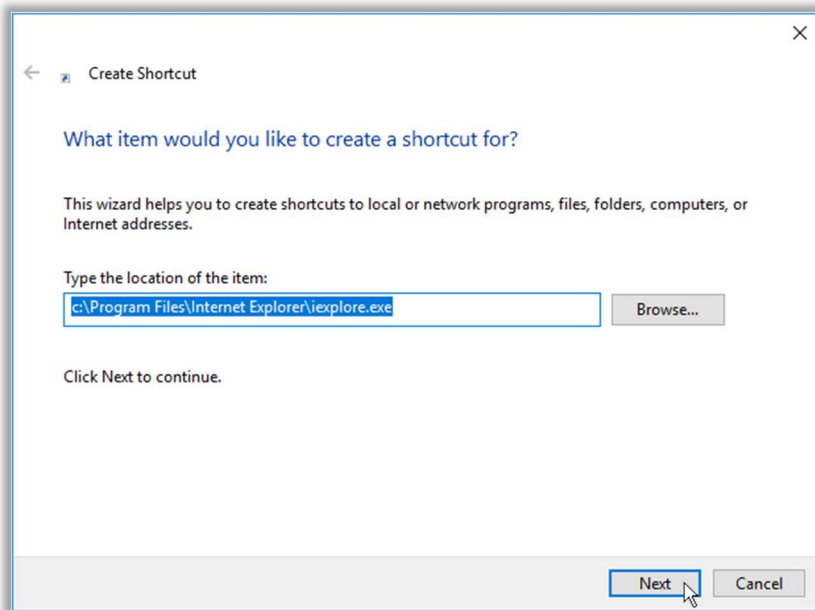 Create Shortcut
What item would you like to create a shortcut for?
This wizard helps you to create shortcuts to local or network programs, files, folders, computers, or
Internet addresses.
Type the location of the item:
c:\Program Files\Internet Explorer\iexplore.exe
Browse...
Click Next to continue.
Next
Cancel